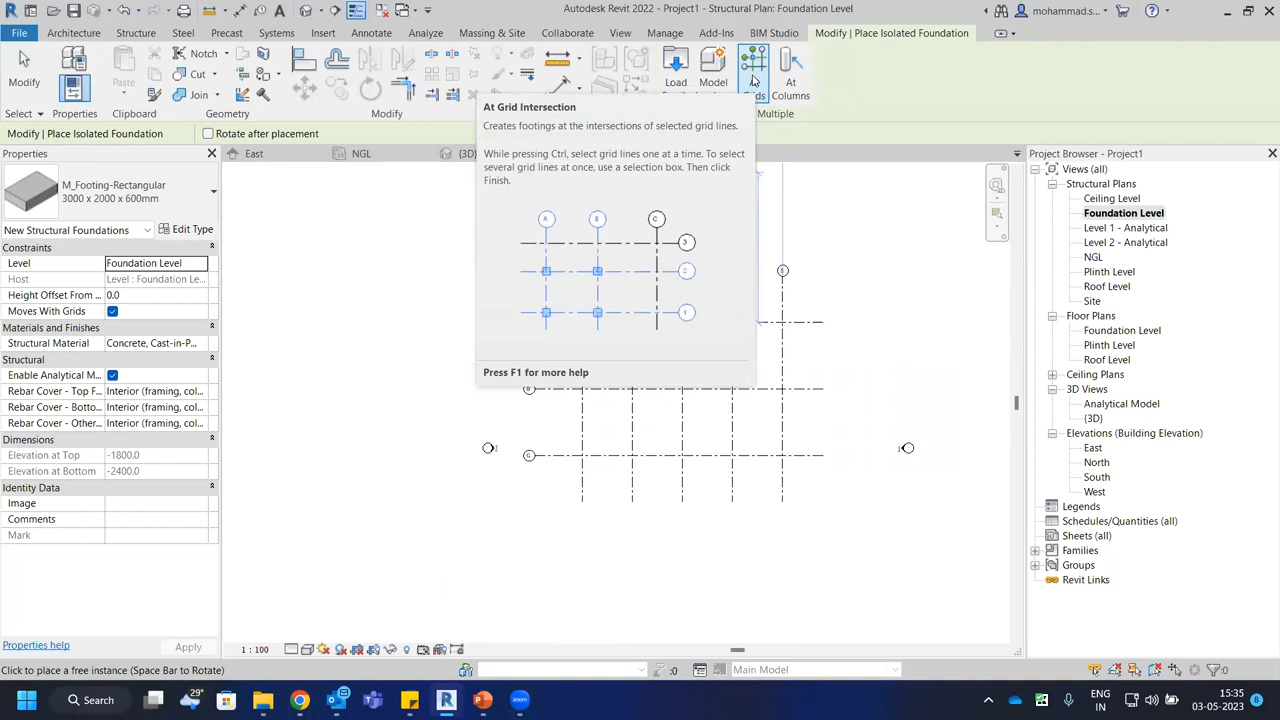 Autodesk Revit 2022 - Project1 - Structural Plan: Foundation Level
mohammad.s...
File Architecture Structure Steel Precast Systems Insert Annotate Analyze Massing & Site Collaborate View Manage Add-Ins BIM Studio Modify | Place Isolated Foundation
Modify
Paste
Notch
Cut
Join
Load
Model
At
Columns
Select Properties Clipboard Geometry Modify Multiple
Modify | Place Isolated Foundation Rotate after placement
Properties
M_Footing-Rectangular
3000 x 2000 x 600mm
New Structural Foundations Edit Type
Constraints
Level Foundation Level
Host Level : Foundation Le...
Height Offset From ... 0.0
Moves With Grids
Materials and Finishes
Structural Material Concrete, Cast-in-P...
Structural
Enable Analytical M...
Rebar Cover - Top F... Interior (framing, col...
Rebar Cover - Botto... Interior (framing, col...
Rebar Cover - Other... Interior (framing, col...
Dimensions
Elevation at Top -1800.0
Elevation at Bottom -2400.0
Identity Data
Image
Comments
Mark
Properties help Apply
East NGL {3D}
At Grid Intersection
Creates footings at the intersections of selected grid lines.
While pressing Ctrl, select grid lines one at a time. To select
several grid lines at once, use a selection box. Then click
Finish.
A B C
3
2
1
Press F1 for more help
5
B
C
Project Browser - Project1
Views (all)
Structural Plans
Ceiling Level
Foundation Level
Level 1 - Analytical
Level 2 - Analytical
NGL
Plinth Level
Roof Level
Site
Floor Plans
Foundation Level
Plinth Level
Roof Level
Ceiling Plans
3D Views
Analytical Model
{3D}
Elevations (Building Elevation)
East
North
South
West
Legends
Schedules/Quantities (all)
Sheets (all)
Families
Groups
Revit Links
1 : 100
Click to place a free instance (Space Bar to Rotate)
:0 Main Model :0
Search 29° ENG
IN 15:35
03-05-2023